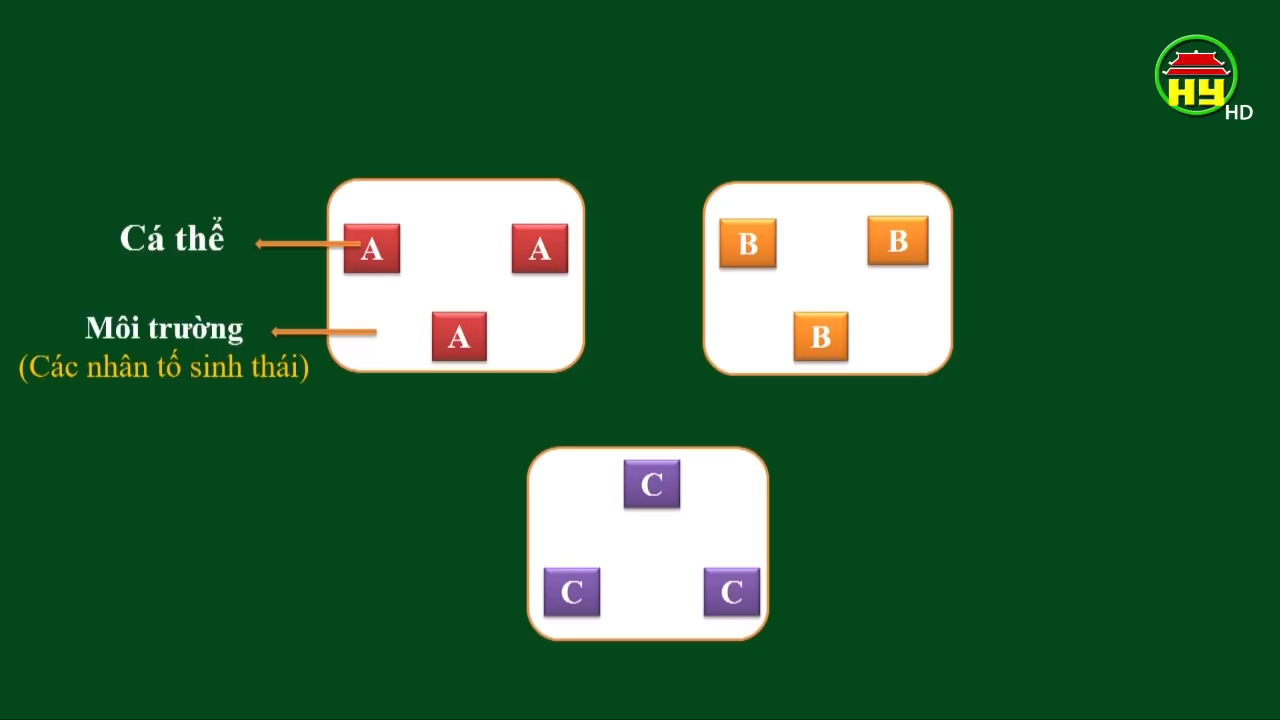 HY
HD
Cá thể
A
A
B
B
Môi trường
(Các nhân tố sinh thái)
A
B
C
C
C